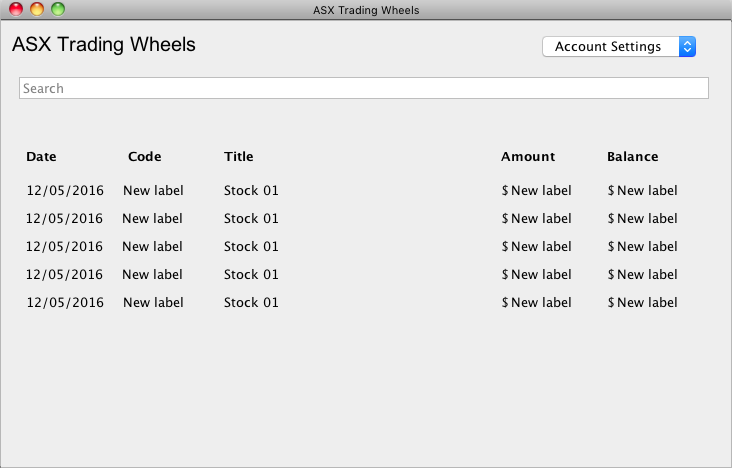 ASX Trading Wheels
ASX Trading Wheels Account Settings
Search
Date Code Title Amount Balance
12/05/2016 New label Stock 01 $ New label $ New label
12/05/2016 New label Stock 01 $ New label $ New label
12/05/2016 New label Stock 01 $ New label $ New label
12/05/2016 New label Stock 01 $ New label $ New label
12/05/2016 New label Stock 01 $ New label $ New label